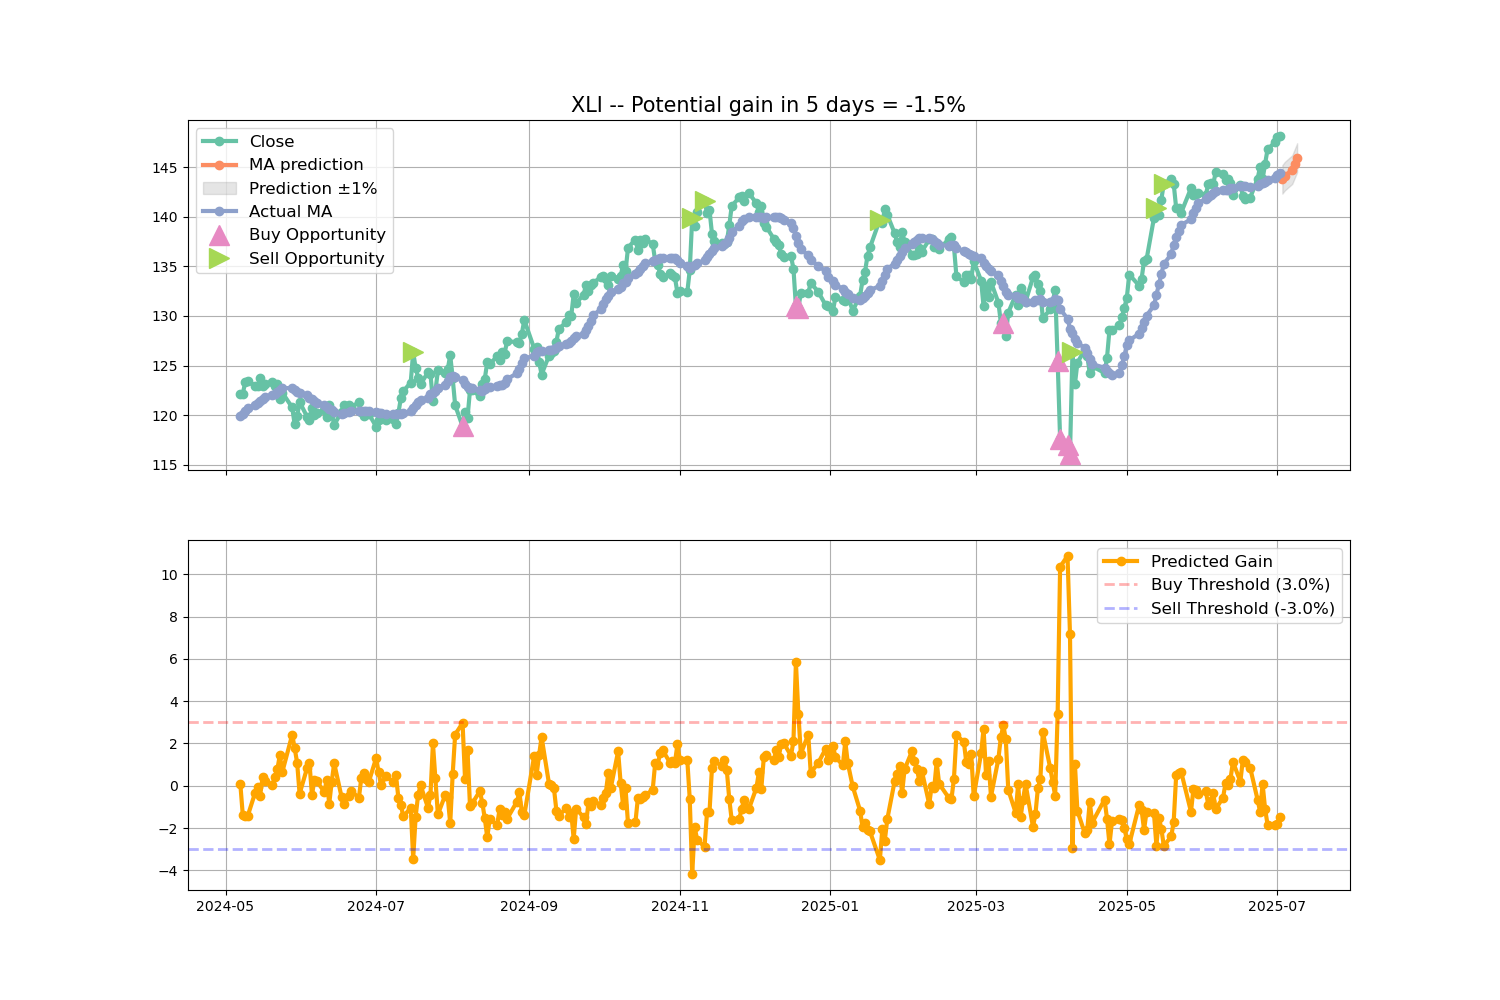 XLI -- Potential gain in 5 days = -1.5%
Close
MA prediction
Prediction ±1%
Actual MA
Buy Opportunity
Sell Opportunity
145
140
135
130
125
120
115
Predicted Gain
Buy Threshold (3.0%)
Sell Threshold (-3.0%)
10
8
6
4
2
0
−2
−4
2024-05 2024-07 2024-09 2024-11 2025-01 2025-03 2025-05 2025-07